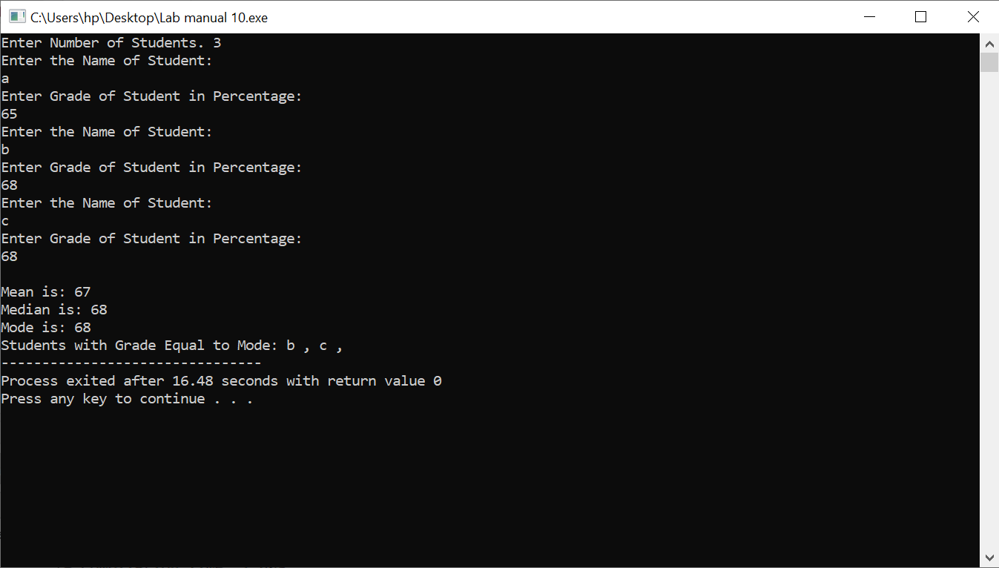 C:\Users\hp\Desktop\Lab manual 10.exe
Enter Number of Students. 3
Enter the Name of Student:
a
Enter Grade of Student in Percentage:
65
Enter the Name of Student:
b
Enter Grade of Student in Percentage:
68
Enter the Name of Student:
c
Enter Grade of Student in Percentage:
68
Mean is: 67
Median is: 68
Mode is: 68
Students with Grade Equal to Mode: b , c ,
--------------------------------
Process exited after 16.48 seconds with return value 0
Press any key to continue . . .